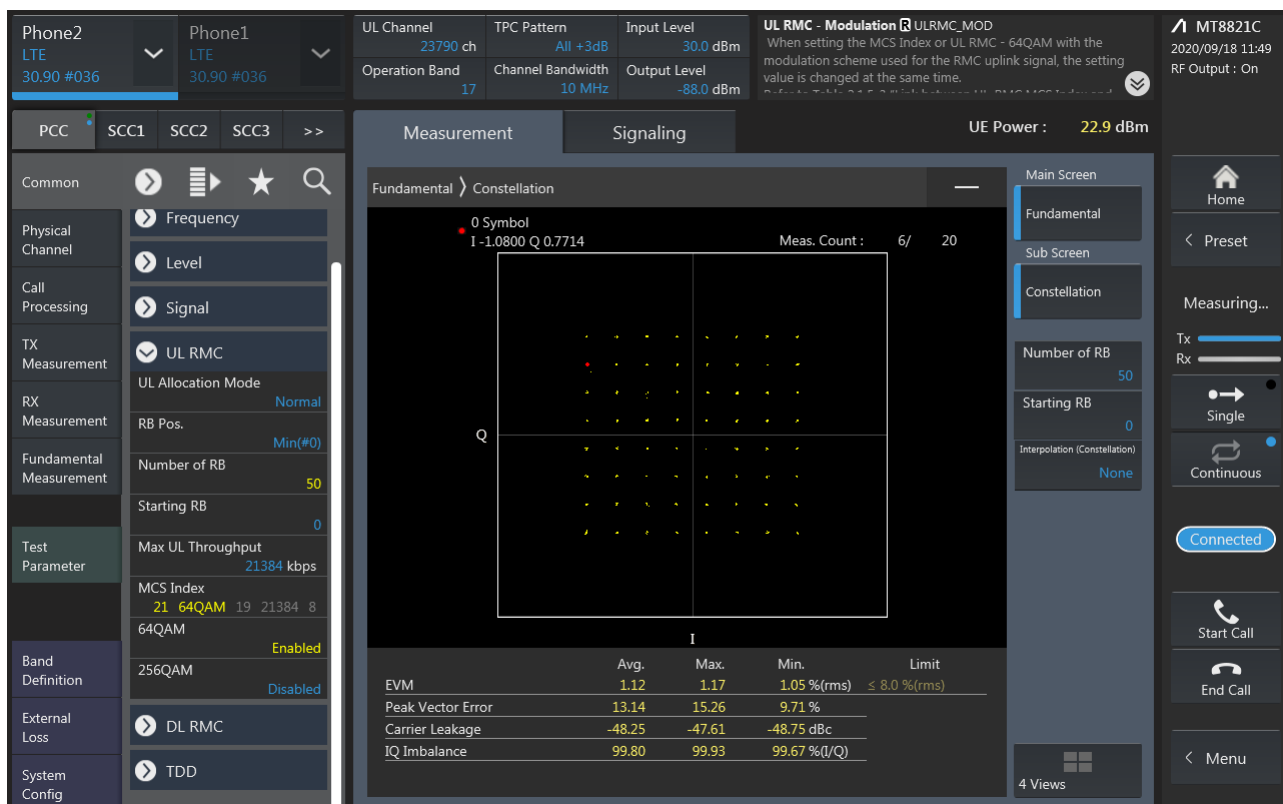 Phone2
LTE
30.90 #036
Phone1
LTE
30.90 #036
UL Channel
23790 ch
TPC Pattern
All +3dB
Input Level
30.0 dBm
Operation Band
17
Channel Bandwidth
10 MHz
Output Level
-88.0 dBm
UL RMC - Modulation R ULRMC_MOD
When setting the MCS Index or UL RMC -
64QAM with the
modulation scheme used for the RMC uplink signal, the setting
value is changed at the same time.
MT8821C
2020/09/18 11:49
RF Output : On
PCC SCC1 SCC2 SCC3 >>
Measurement
Signaling
UE Power : 22.9 dBm
Common
Physical
Channel
Call
Processing
TX
Measurement
RX
Measurement
Fundamental
Measurement
Test
Parameter
Band
Definition
External
Loss
System
Config
Frequency
Level
Signal
UL RMC
UL Allocation Mode
Normal
RB Pos.
Min(#0)
Number of RB
50
Starting RB
0
Max UL Throughput
21384 kbps
MCS Index
21 64QAM 19 21384 8
64QAM
Enabled
256QAM
Disabled
DL RMC
TDD
Fundamental 〉 Constellation
0 Symbol
I -1.0800 Q 0.7714
Meas. Count : 6/ 20
Q
I
Avg. Max. Min. Limit
EVM 1.12 1.17 1.05 %(rms) ≤ 8.0 %(rms)
Peak Vector Error 13.14 15.26 9.71 %
Carrier Leakage -48.25 -47.61 -48.75 dBc
IQ Imbalance 99.80 99.93 99.67 %(I/Q)
Main Screen
Fundamental
Sub Screen
Constellation
Number of RB
50
Starting RB
0
Interpolation (Constellation)
None
4 Views
Home
< Preset
Measuring...
Tx
Rx
Single
Continuous
Connected
Start Call
End Call
< Menu